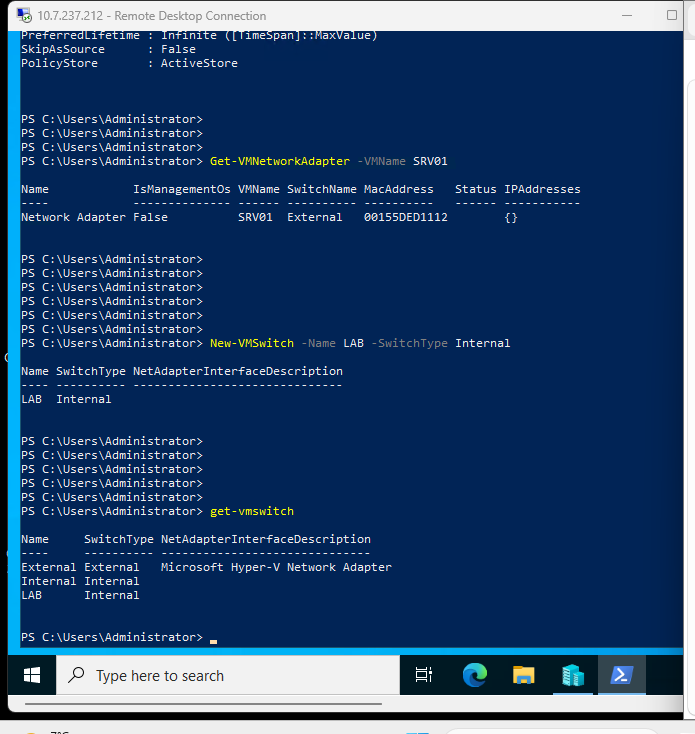 10.7.237.212 - Remote Desktop Connection
PreferredLifetime : Infinite ([TimeSpan]::MaxValue)
SkipAsSource      : False
PolicyStore       : ActiveStore
PS C:\Users\Administrator>
PS C:\Users\Administrator>
PS C:\Users\Administrator>
PS C:\Users\Administrator> Get-VMNetworkAdapter -VMName SRV01
Name            IsManagementOs VMName SwitchName MacAddress   Status IPAddresses
----            -------------- ------ ---------- ----------   ------ -----------
Network Adapter False          SRV01  External   00155DED1112        {}
PS C:\Users\Administrator>
PS C:\Users\Administrator>
PS C:\Users\Administrator>
PS C:\Users\Administrator>
PS C:\Users\Administrator>
PS C:\Users\Administrator>
PS C:\Users\Administrator> New-VMSwitch -Name LAB -SwitchType Internal
Name SwitchType NetAdapterInterfaceDescription
---- ---------- ------------------------------
LAB  Internal
PS C:\Users\Administrator>
PS C:\Users\Administrator>
PS C:\Users\Administrator>
PS C:\Users\Administrator>
PS C:\Users\Administrator>
PS C:\Users\Administrator> get-vmswitch
Name     SwitchType NetAdapterInterfaceDescription
----     ---------- ------------------------------
External External   Microsoft Hyper-V Network Adapter
Internal Internal
LAB      Internal
PS C:\Users\Administrator>
Type here to search